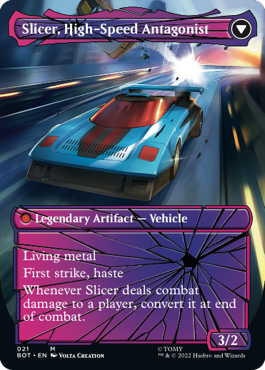 Slicer, High-Speed Antagonist
Legendary Artifact — Vehicle
Living metal
First strike, haste
Whenever Slicer deals combat
damage to a player, convert it at end
of combat.
3/2
021 M
BOT • EN VOLTA CREATION
© TOMY
™ & © 2022 Hasbro and Wizards